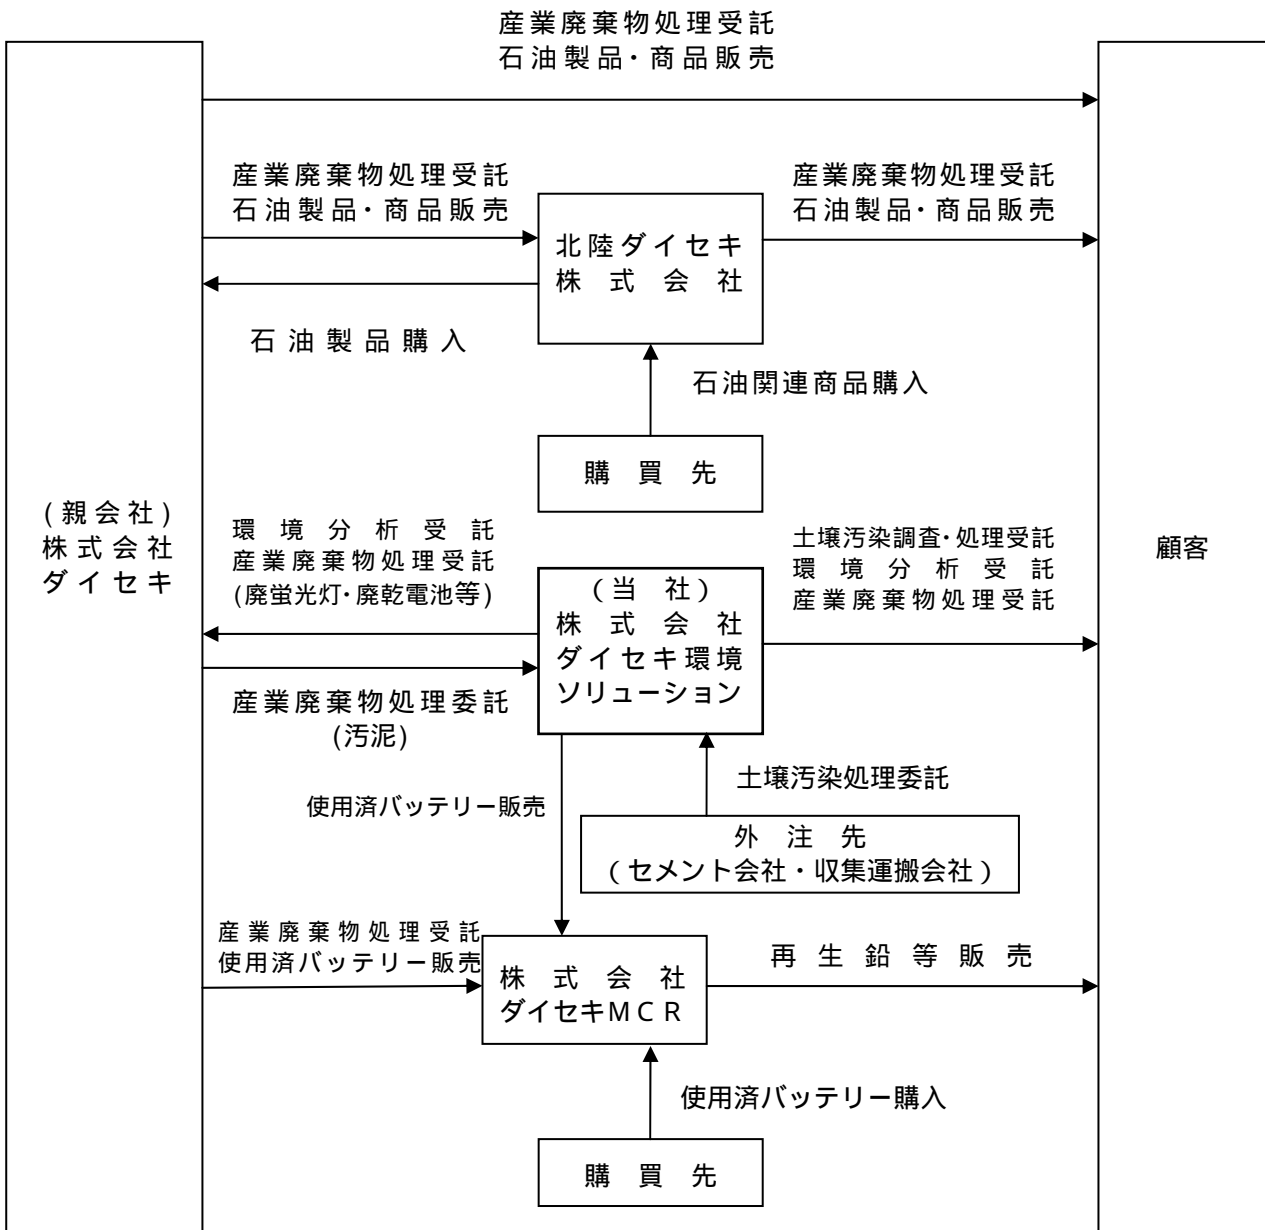 産業廃棄物処理受託
石油製品・商品販売
産業廃棄物処理受託
石油製品・商品販売
産業廃棄物処理受託
石油製品・商品販売
北陸ダイセキ
株式会社
石油製品購入
石油関連商品購入
購買先
(親会社)
株式会社
ダイセキ
環境分析受託
産業廃棄物処理受託
(廃蛍光灯・廃乾電池等)
(当社)
株式会社
ダイセキ環境
ソリューション
土壌汚染調査・処理受託
環境分析受託
産業廃棄物処理受託
顧客
産業廃棄物処理委託
(汚泥)
土壌汚染処理委託
使用済バッテリー販売
外注先
(セメント会社・収集運搬会社)
産業廃棄物処理受託
使用済バッテリー販売
株式会社
ダイセキMCR
再生鉛等販売
使用済バッテリー購入
購買先